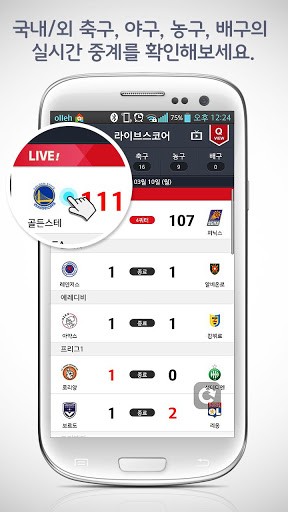 국내/외 축구, 야구, 농구, 배구의
실시간 중계를 확인해보세요.
olleh 75% 오후 12:24
라이브스코어 Q VIEW
축구 농구 배구
16 9
03월 10일 (월)
LIVE!
111 4쿼터 107
골든스테 피닉스
1 종료 1
레인저스 알비온로
에레디비
1 종료 1
아약스 캄뷔르
프리그1
1 종료 0
로리앙 생테티엔
1 종료 2
보르도 리옹